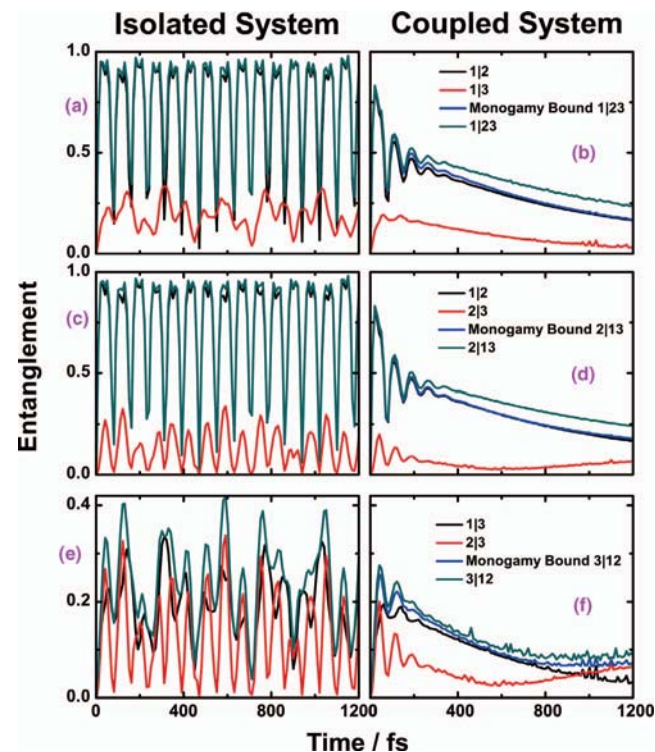 Isolated System
Coupled System
Entanglement
1.0
0.5
0.0
(a)
1|2
1|3
Monogamy Bound 1|23
1|23
(b)
1.0
0.5
0.0
(c)
1|2
2|3
Monogamy Bound 2|13
2|13
(d)
0.4
0.2
0.0
(e)
1|3
2|3
Monogamy Bound 3|12
3|12
(f)
0 400 800 1200 400 800 1200
Time / fs